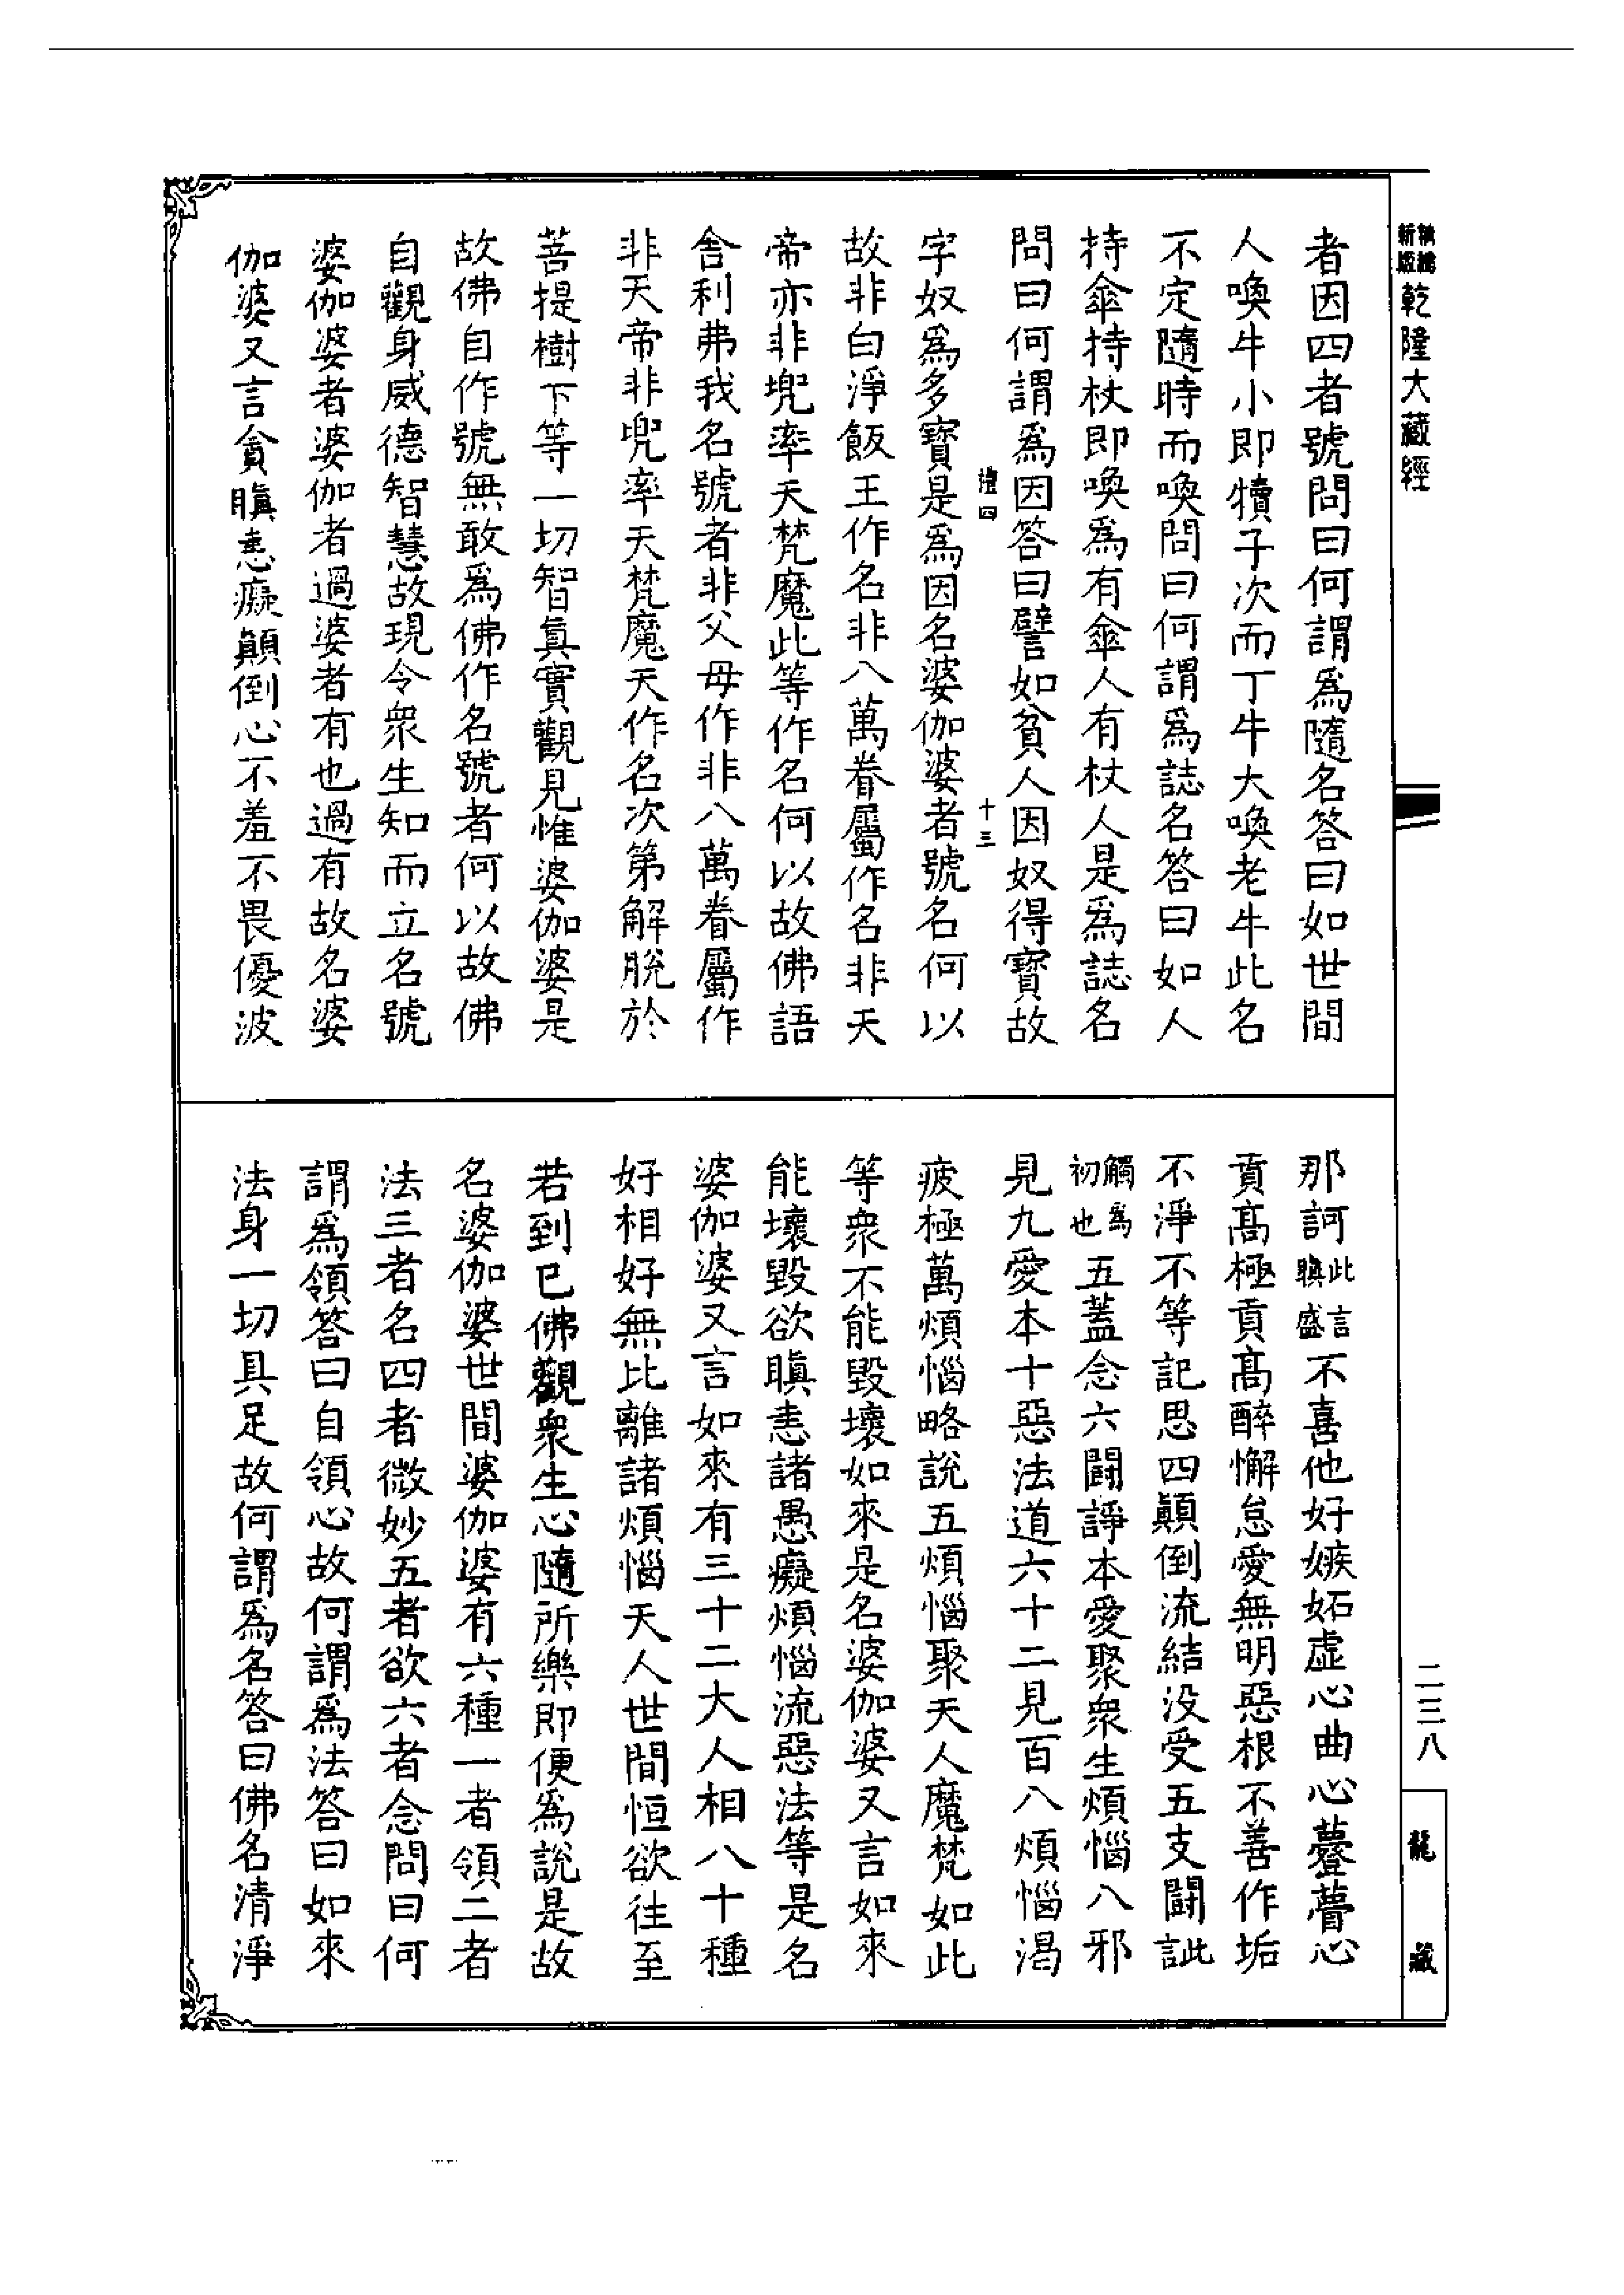 新版
乾隆大藏經
者因四者號問曰何謂爲隨名答曰如世間
人喚牛小即犢子次而丁牛大喚老牛此名
不定隨時而喚問曰何謂爲誌名答曰如人
持傘持杖即喚爲有傘人有杖人是爲誌名
問曰何謂爲因答曰譬如貧人因奴得寶故
禮四 十三
字奴爲多寶是爲因名婆伽婆者號名何以
故非白淨飯王作名非八萬眷屬作名非天
帝亦非兜率天梵魔此等作名何以故佛語
舍利弗我名號者非父母作非八萬眷屬作
非天帝非兜率天梵魔天作名次第解脫於
菩提樹下等一切智真實觀見惟婆伽婆是
故佛自作號無敢爲佛作名號者何以故佛
自觀身威德智慧故現令衆生知而立名號
婆伽婆者婆伽者過婆者有也過有故名婆
伽婆又言貪瞋恚癡顛倒心不羞不畏優波
那訶此言瞋盛不喜他好嫉妬虛心曲心薹薹心
貢高極貢高醉懈怠愛無明惡根不善作垢
不淨不等記思四顛倒流結没受五支闘訿
觸爲初也五蓋念六闘諍本愛聚衆生煩惱八邪
見九愛本十惡法道六十二見百八煩惱渴
疲極萬煩惱略説五煩惱聚天人魔梵如此
等衆不能毀壞如來是名婆伽婆又言如來
能壞毀欲瞋恚諸愚癡煩惱流惡法等是名
婆伽婆又言如來有三十二大人相八十種
好相好無比離諸煩惱天人世間恒欲往至
若到已佛觀衆生心隨所樂即便爲説是故
名婆伽婆世間婆伽婆有六種一者領二者
法三者名四者微妙五者欲六者念問曰何
謂爲領答曰自領心故何謂爲法答曰如來
法身一切具足故何謂爲名答曰佛名清淨
二三八
龍藏